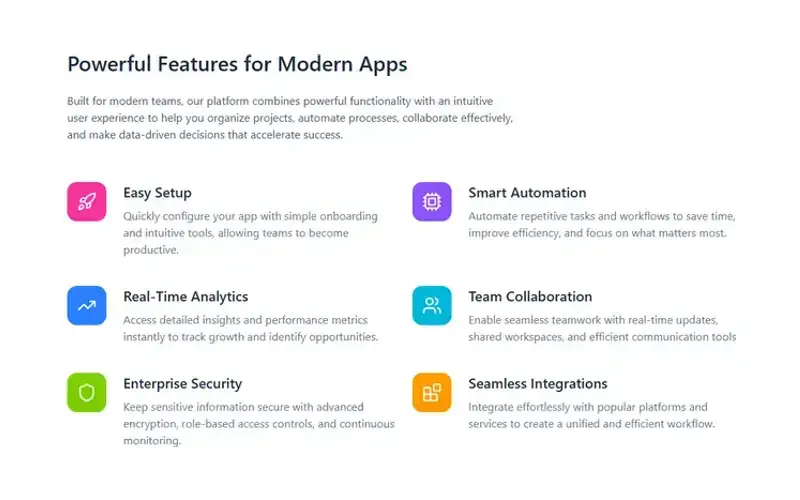 Powerful Features for Modern Apps
Built for modern teams, our platform combines powerful functionality with an intuitive
user experience to help you organize projects, automate processes, collaborate effectively,
and make data-driven decisions that accelerate success.
Easy Setup
Quickly configure your app with simple onboarding
and intuitive tools, allowing teams to become
productive.
Smart Automation
Automate repetitive tasks and workflows to save time,
improve efficiency, and focus on what matters most.
Real-Time Analytics
Access detailed insights and performance metrics
instantly to track growth and identify opportunities.
Team Collaboration
Enable seamless teamwork with real-time updates,
shared workspaces, and efficient communication tools
Enterprise Security
Keep sensitive information secure with advanced
encryption, role-based access controls, and continuous
monitoring.
Seamless Integrations
Integrate effortlessly with popular platforms and
services to create a unified and efficient workflow.